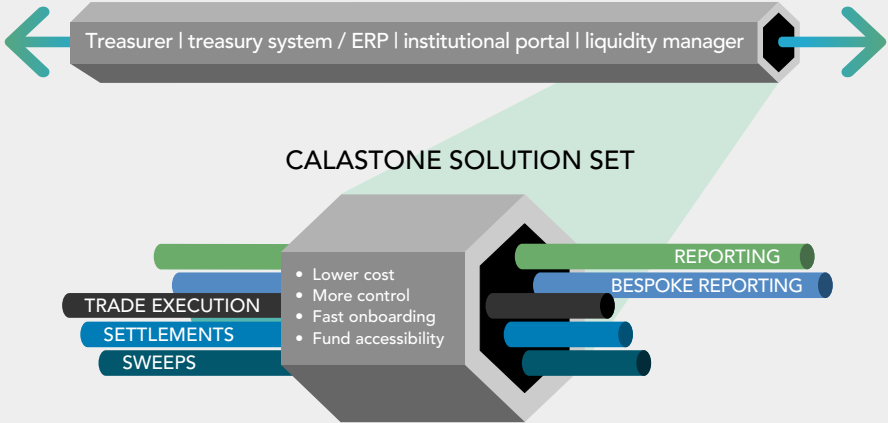 Treasurer | treasury system / ERP | institutional portal | liquidity manager
CALASTONE SOLUTION SET
REPORTING
BESPOKE REPORTING
TRADE EXECUTION
SETTLEMENTS
SWEEPS
• Lower cost
• More control
• Fast onboarding
• Fund accessibility